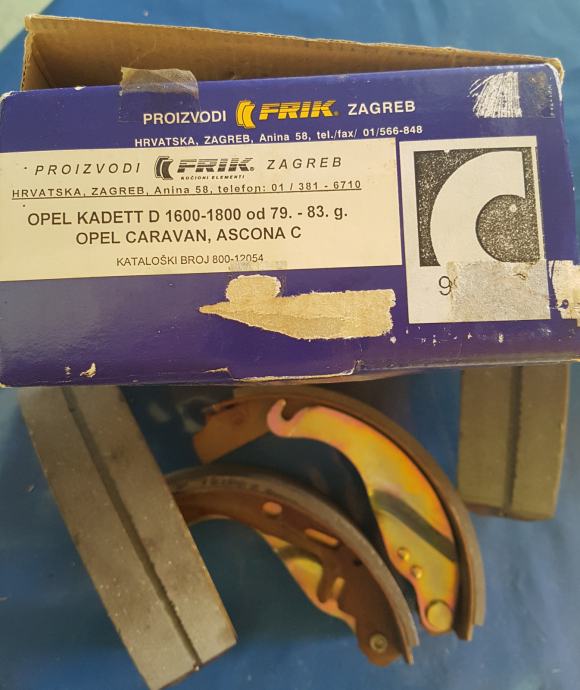 PROIZVODI FRIK ZAGREB
HRVATSKA, ZAGREB, Anina 58, tel./fax/ 01/566-848
PROIZVODI FRIK ZAGREB
KOČIONI ELEMENTI
HRVATSKA, ZAGREB, Anina 58, telefon: 01 / 381 - 6710
OPEL KADETT D 1600-1800 od 79. - 83. g.
OPEL CARAVAN, ASCONA C
KATALOŠKI BROJ 800-12054